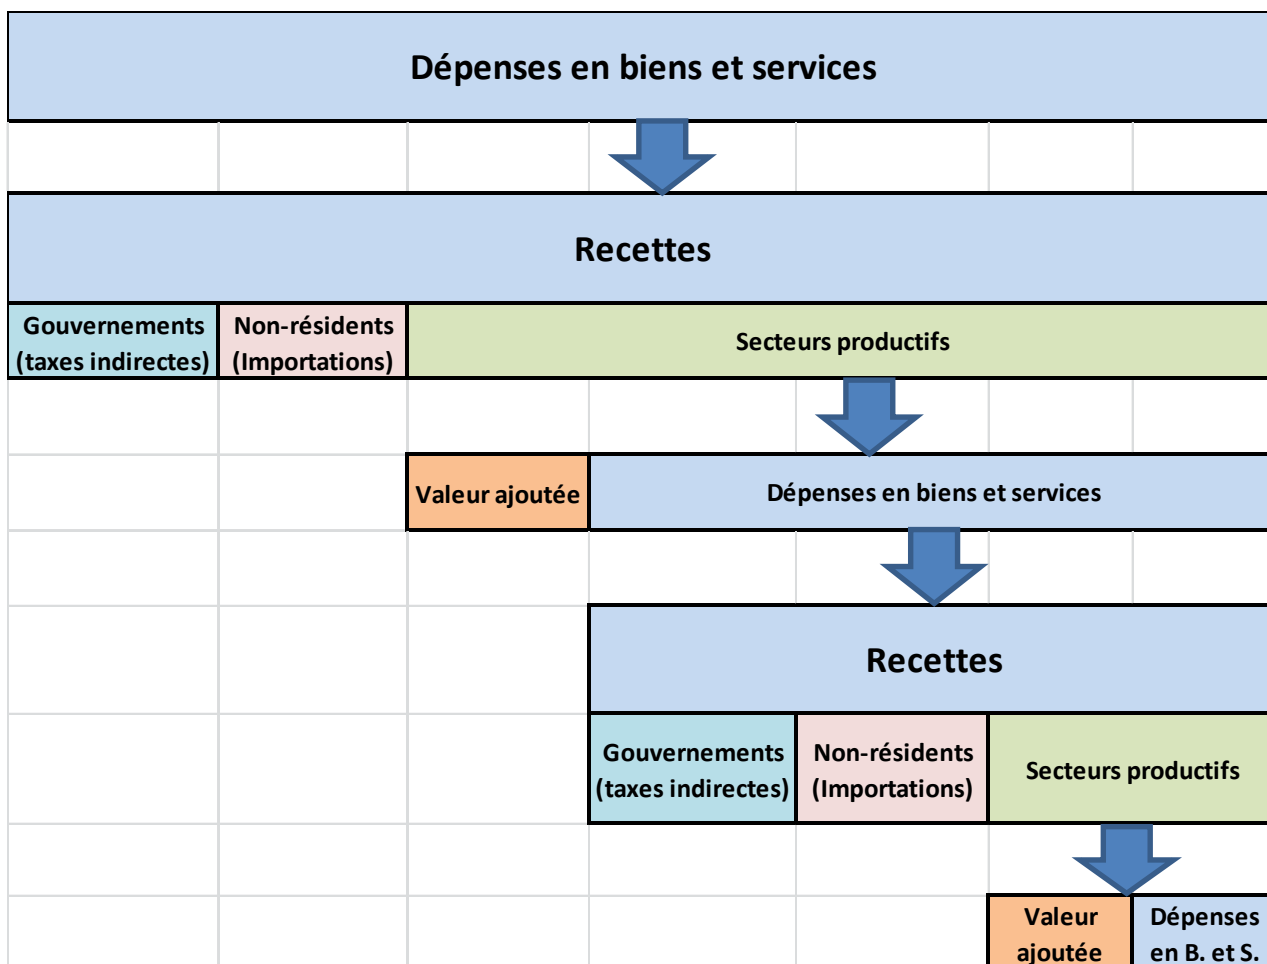 Dépenses en biens et services
Recettes
Gouvernements
(taxes indirectes)
Non-résidents
(Importations)
Secteurs productifs
Valeur ajoutée
Dépenses en biens et services
Recettes
Gouvernements
(taxes indirectes)
Non-résidents
(Importations)
Secteurs productifs
Valeur
ajoutée
Dépenses
en B. et S.